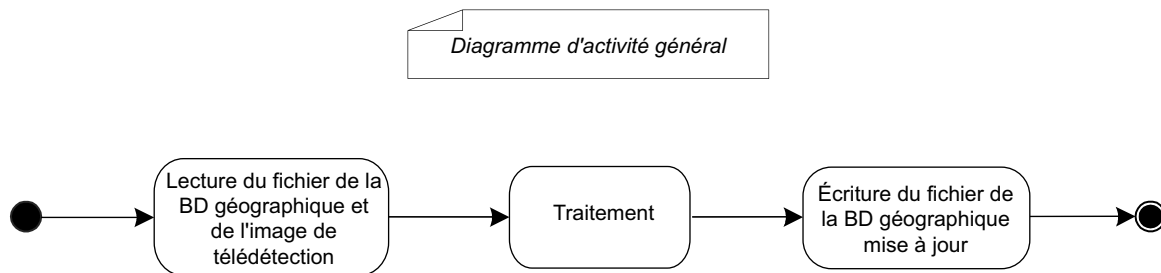 Diagramme d'activité général
Lecture du fichier de la
BD géographique et
de l'image de
télédétection
Traitement
Écriture du fichier de
la BD géographique
mise à jour